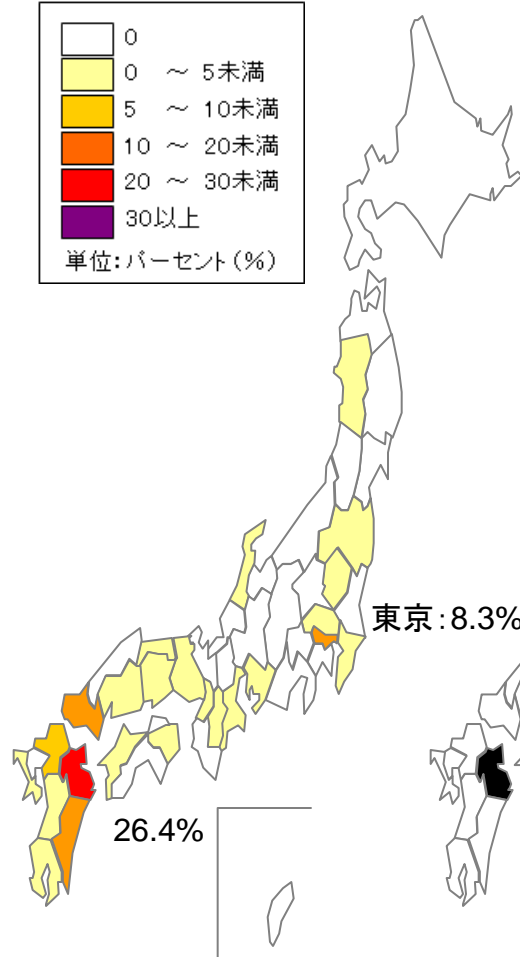 0
0 ～ 5未満
5 ～ 10未満
10 ～ 20未満
20 ～ 30未満
30以上
単位:パーセント(%)
東京:8.3%
26.4%